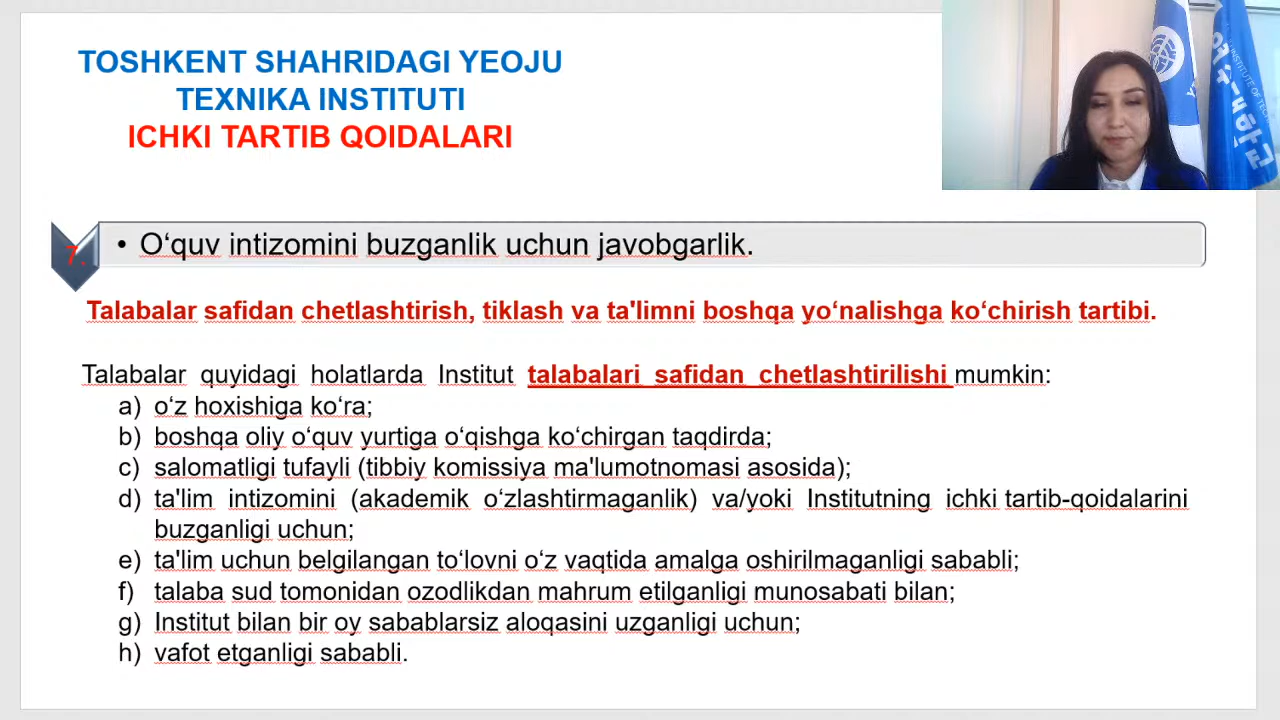 TOSHKENT SHAHRIDAGI YEOJU
TEXNIKA INSTITUTI
ICHKI TARTIB QOIDALARI
7.
• O‘quv intizomini buzganlik uchun javobgarlik.
Talabalar safidan chetlashtirish, tiklash va ta'limni boshqa yo‘nalishga ko‘chirish tartibi.
Talabalar quyidagi holatlarda Institut talabalari safidan chetlashtirilishi mumkin:
a) o‘z hoxishiga ko‘ra;
b) boshqa oliy o‘quv yurtiga o‘qishga ko‘chirgan taqdirda;
c) salomatligi tufayli (tibbiy komissiya ma'lumotnomasi asosida);
d) ta'lim intizomini (akademik o‘zlashtirmaganlik) va/yoki Institutning ichki tartib-qoidalarini
buzganligi uchun;
e) ta'lim uchun belgilangan to‘lovni o‘z vaqtida amalga oshirilmaganligi sababli;
f) talaba sud tomonidan ozodlikdan mahrum etilganligi munosabati bilan;
g) Institut bilan bir oy sabablarsiz aloqasini uzganligi uchun;
h) vafot etganligi sababli.